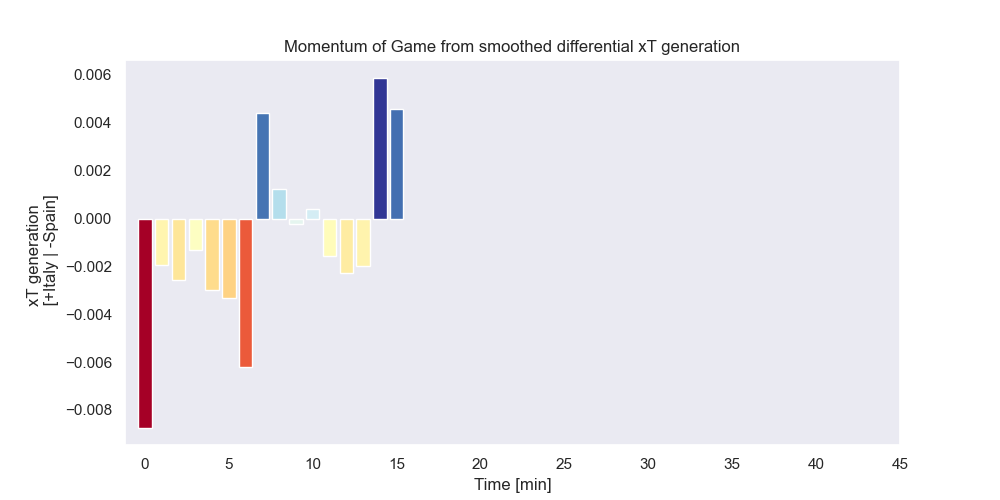 Momentum of Game from smoothed differential xT generation
0.006
0.004
0.002
0.000
−0.002
−0.004
−0.006
−0.008
xT generation
[+Italy | -Spain]
0 5 10 15 20 25 30 35 40 45
Time [min]